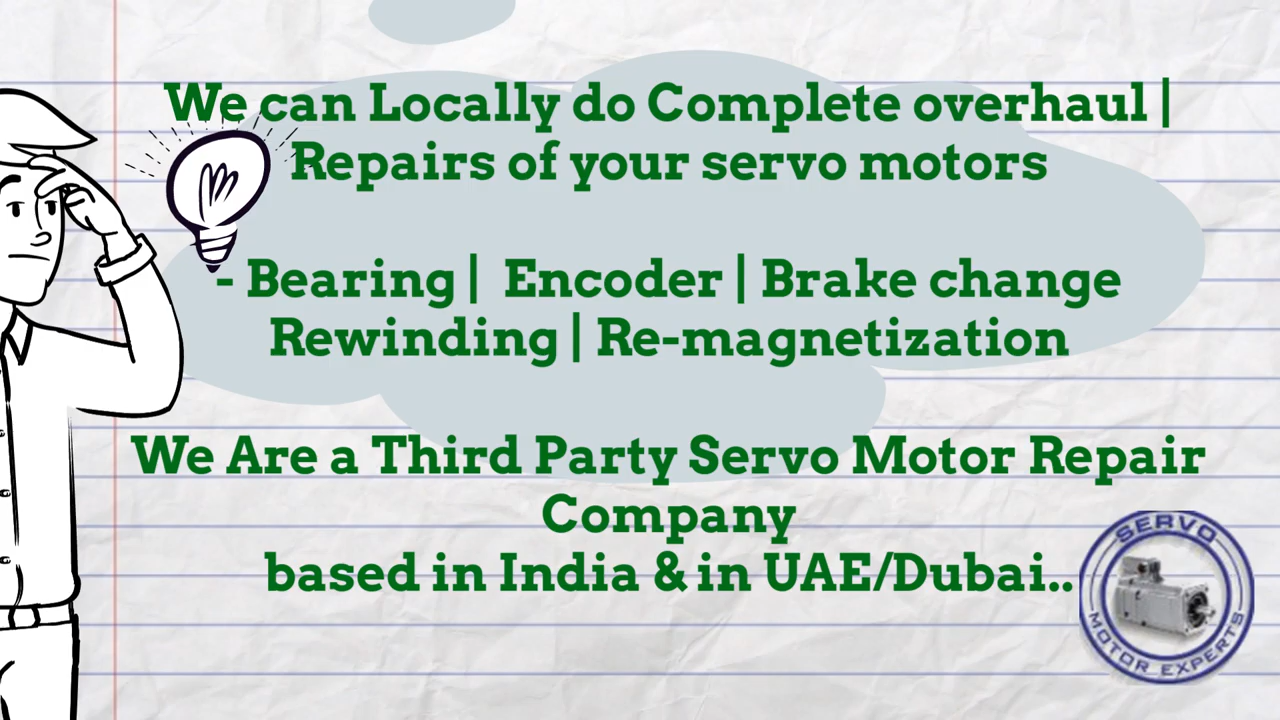 We can Locally do Complete overhaul |
Repairs of your servo motors
- Bearing |  Encoder | Brake change
Rewinding | Re-magnetization
We Are a Third Party Servo Motor Repair
Company
based in India & in UAE/Dubai..
SERVO
MOTOR EXPERTS